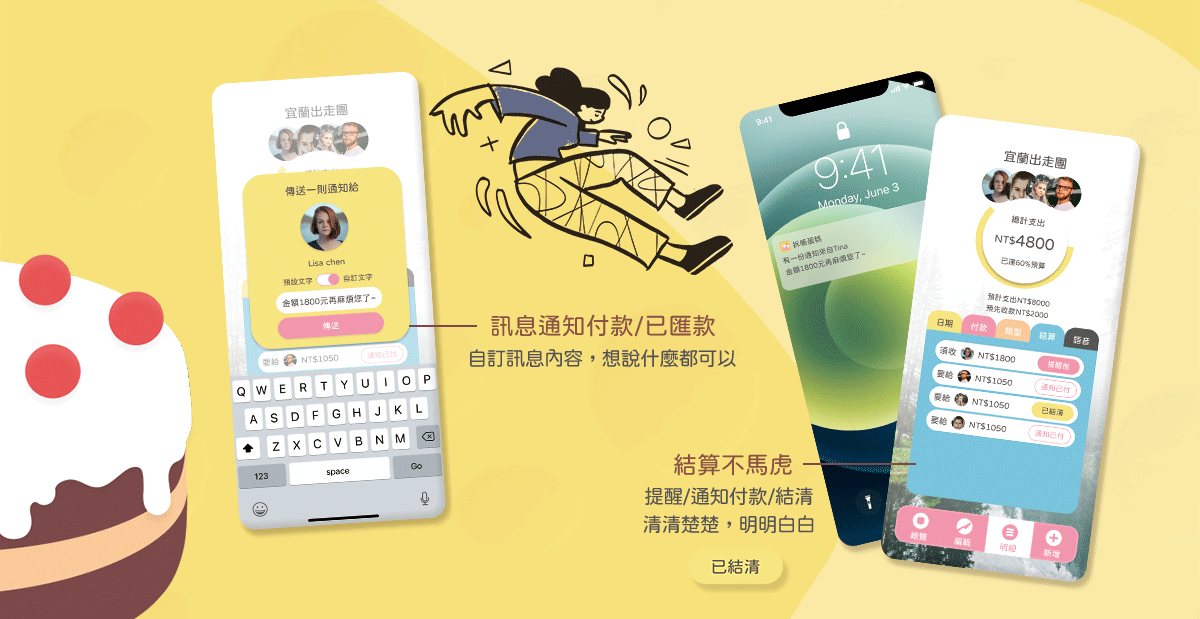 宜蘭出走團
傳送一則通知給
Lisa chen
預設文字 自訂文字
金額1800元再麻煩您了~
傳送
要給 NT$1050 通知已付
Q W E R T Y U I O P
A S D F G H J K L
Z X C V B N M
123 space Go
訊息通知付款/已匯款
自訂訊息內容，想說什麼都可以
9:41
9:41
Monday, June 3
拆帳蛋糕
有一份通知來自Tina
金額1800元再麻煩您了~
宜蘭出走團
總計支出
NT$4800
已達60%預算
預計支出NT$8000
預先收款NT$2000
日期 付款 類型 結算 語音
須收 NT$1800 提醒他
要給 NT$1050 通知已付
要給 NT$1050 已結清
要給 NT$1050 通知已付
總覽 編輯 明細 新增
結算不馬虎
提醒/通知付款/結清
清清楚楚，明明白白
已結清